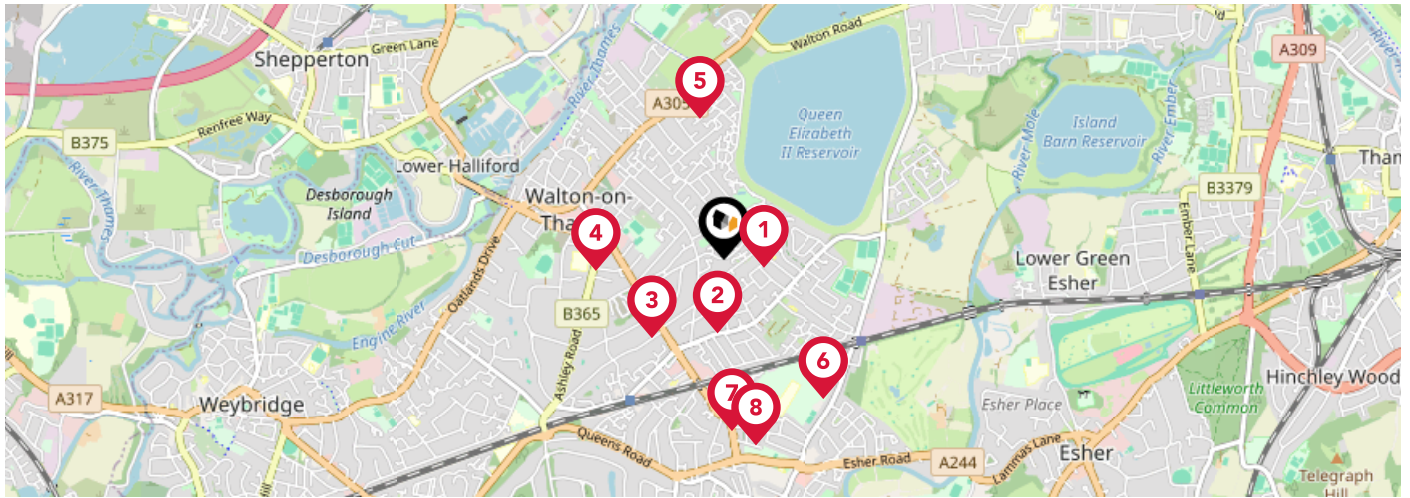 Shepperton
Green Lane
Walton Road
A309
River Thames
5
A305
B375
Renfree Way
Queen
Elizabeth
II Reservoir
River Mole
Island
Barn Reservoir
River Ember
Lower Halliford
River Thames
Desborough
Island
Walton-on-
B3379
Desborough Cut
4
1
Oatlands Drive
Ember Lane
Lower Green
Esher
3
2
B365
Engine River
Ashley Road
6
Hinchley Wood
A317
Weybridge
7
8
Esher Place
Littleworth
Common
Queens Road
Esher Road
A244
Lammas Lane
Esher
Telegraph
Hill